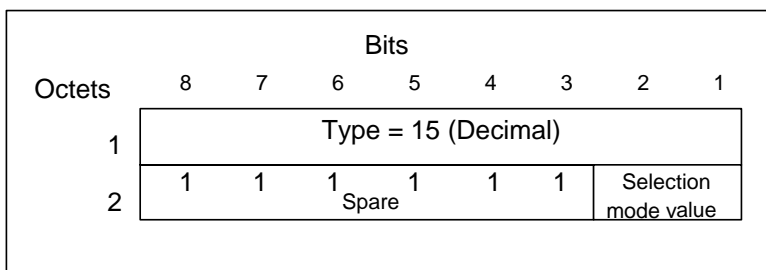 Bits
Octets 8 7 6 5 4 3 2 1
1 Type = 15 (Decimal)
2 1 1 1 1 1 1 Selection
Spare mode value